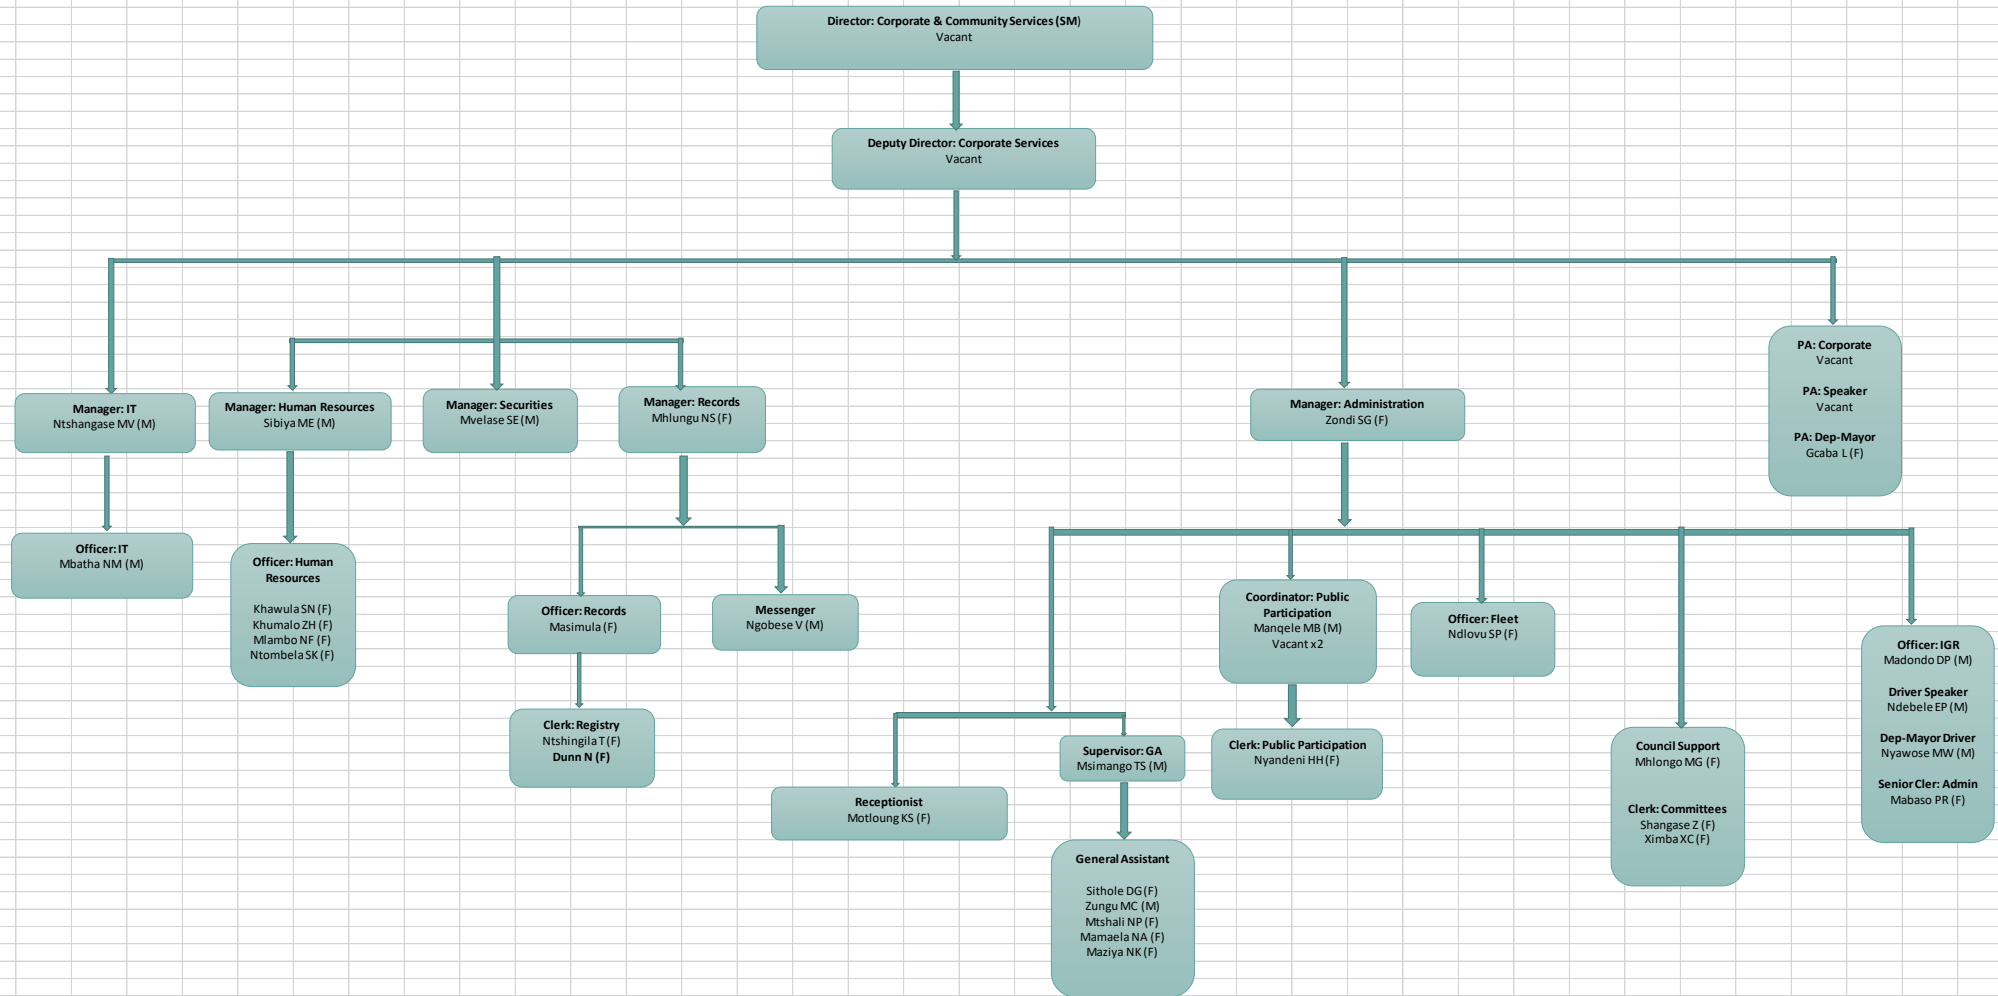 Director: Corporate & Community Services (SM)
Vacant
Deputy Director: Corporate Services
Vacant
PA: Corporate
Vacant
PA: Speaker
Vacant
PA: Dep-Mayor
Gcaba L (F)
Manager: IT
Ntshangase MV (M)
Manager: Human Resources
Sibiya ME (M)
Manager: Securities
Mvelase SE (M)
Manager: Records
Mhlungu NS (F)
Manager: Administration
Zondi SG (F)
Officer: IT
Mbatha NM (M)
Officer: Human
Resources
Khawula SN (F)
Khumalo ZH (F)
Mlambo NF (F)
Ntombela SK (F)
Officer: Records
Masimula (F)
Messenger
Ngobese V (M)
Clerk: Registry
Ntshingila T (F)
Dunn N (F)
Coordinator: Public
Participation
Manqele MB (M)
Vacant x2
Officer: Fleet
Ndlovu SP (F)
Officer: IGR
Madondo DP (M)
Driver Speaker
Ndebele EP (M)
Dep-Mayor Driver
Nyawose MW (M)
Senior Cler: Admin
Mabaso PR (F)
Supervisor: GA
Msimango TS (M)
Clerk: Public Participation
Nyandeni HH (F)
Council Support
Mhlongo MG (F)
Clerk: Committees
Shangase Z (F)
Ximba XC (F)
Receptionist
Motloung KS (F)
General Assistant
Sithole DG (F)
Zungu MC (M)
Mtshali NP (F)
Mamaela NA (F)
Maziya NK (F)